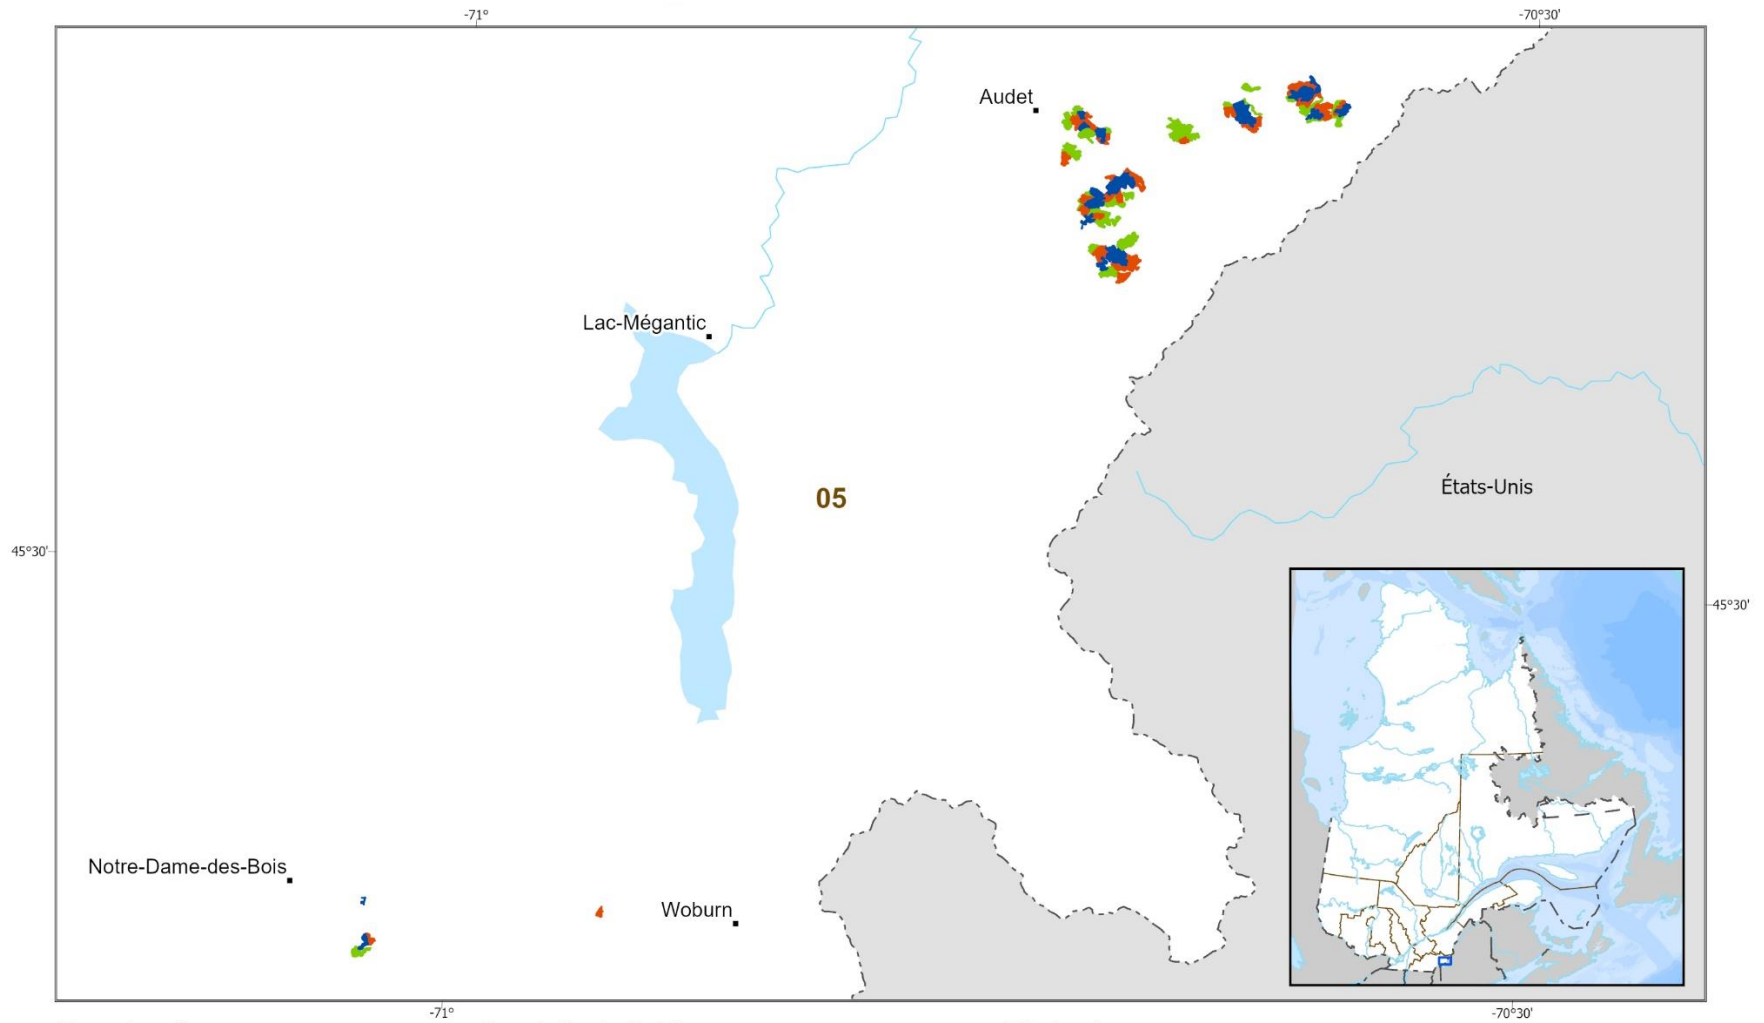 -71°
-70°30'
Audet
Lac-Mégantic
05
États-Unis
45°30'
45°30'
Notre-Dame-des-Bois
Woburn
-71°
-70°30'